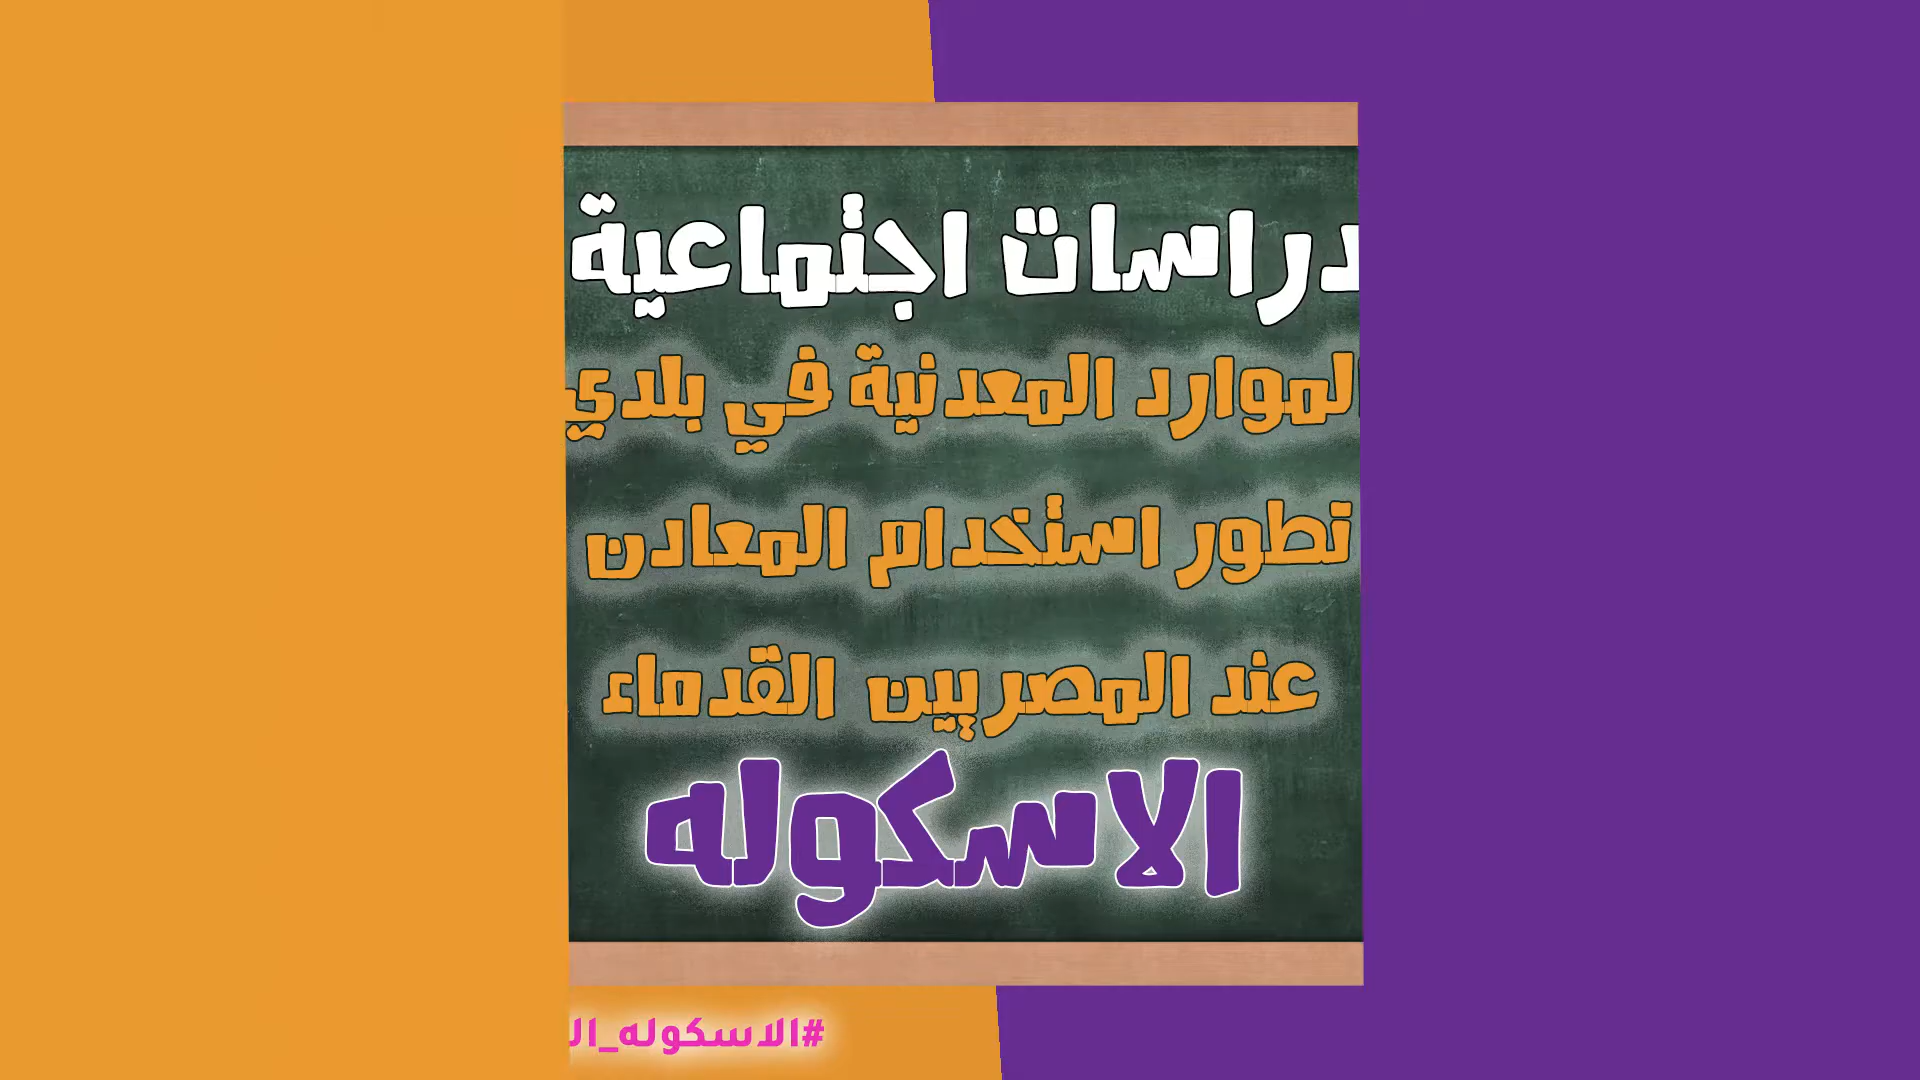 دراسات اجتماعية
الموارد المعدنية في بلدي
تطور استخدام المعادن
عند المصريين القدماء
الاسكوله
#الاسكوله_ال